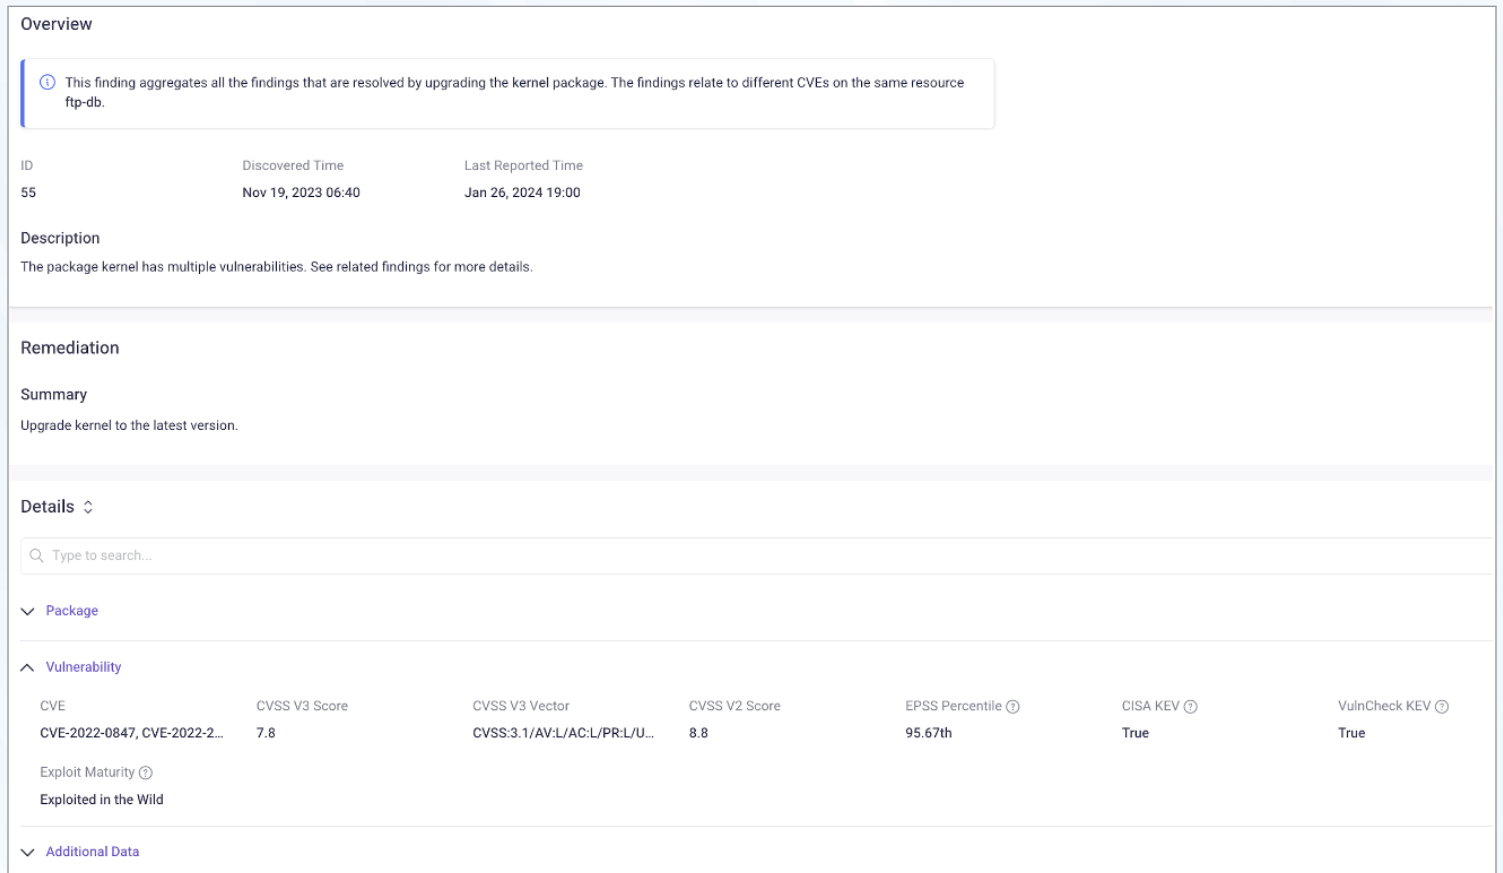 Overview
This finding aggregates all the findings that are resolved by upgrading the kernel package. The findings relate to different CVEs on the same resource
ftp-db.
ID Discovered Time Last Reported Time
55 Nov 19, 2023 06:40 Jan 26, 2024 19:00
Description
The package kernel has multiple vulnerabilities. See related findings for more details.
Remediation
Summary
Upgrade kernel to the latest version.
Details
Type to search...
Package
Vulnerability
CVE CVSS V3 Score CVSS V3 Vector CVSS V2 Score EPSS Percentile CISA KEV VulnCheck KEV
CVE-2022-0847, CVE-2022-2... 7.8 CVSS:3.1/AV:L/AC:L/PR:L/U... 8.8 95.67th True True
Exploit Maturity
Exploited in the Wild
Additional Data